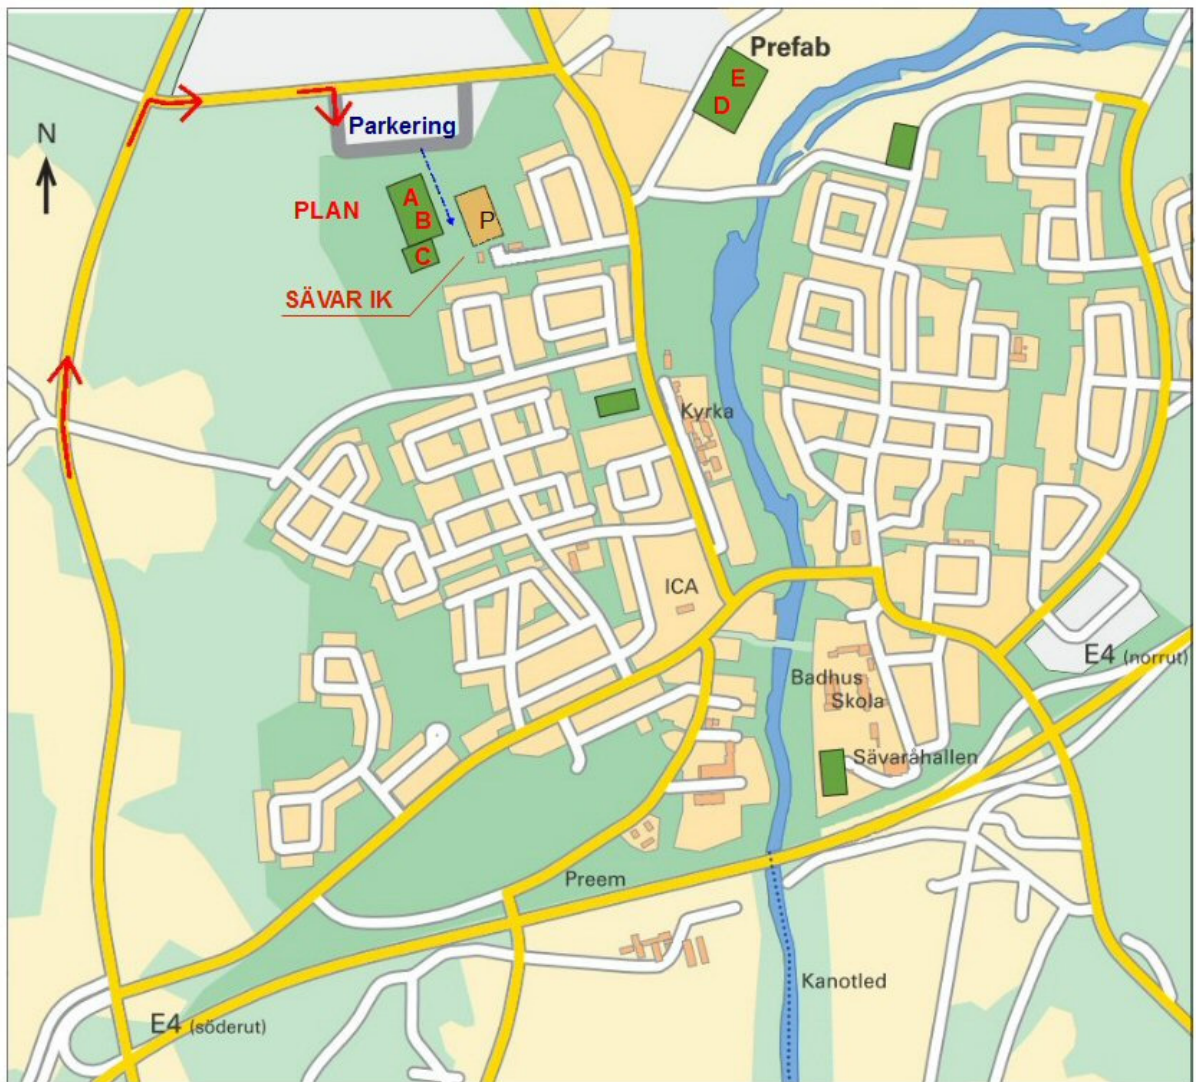 Prefab
E
D
Parkering
N
A
PLAN
B
P
C
SÄVAR IK
Kyrka
ICA
E4 (norrut)
Badhus
Skola
Sävaråhallen
Preem
Kanotled
E4 (söderut)